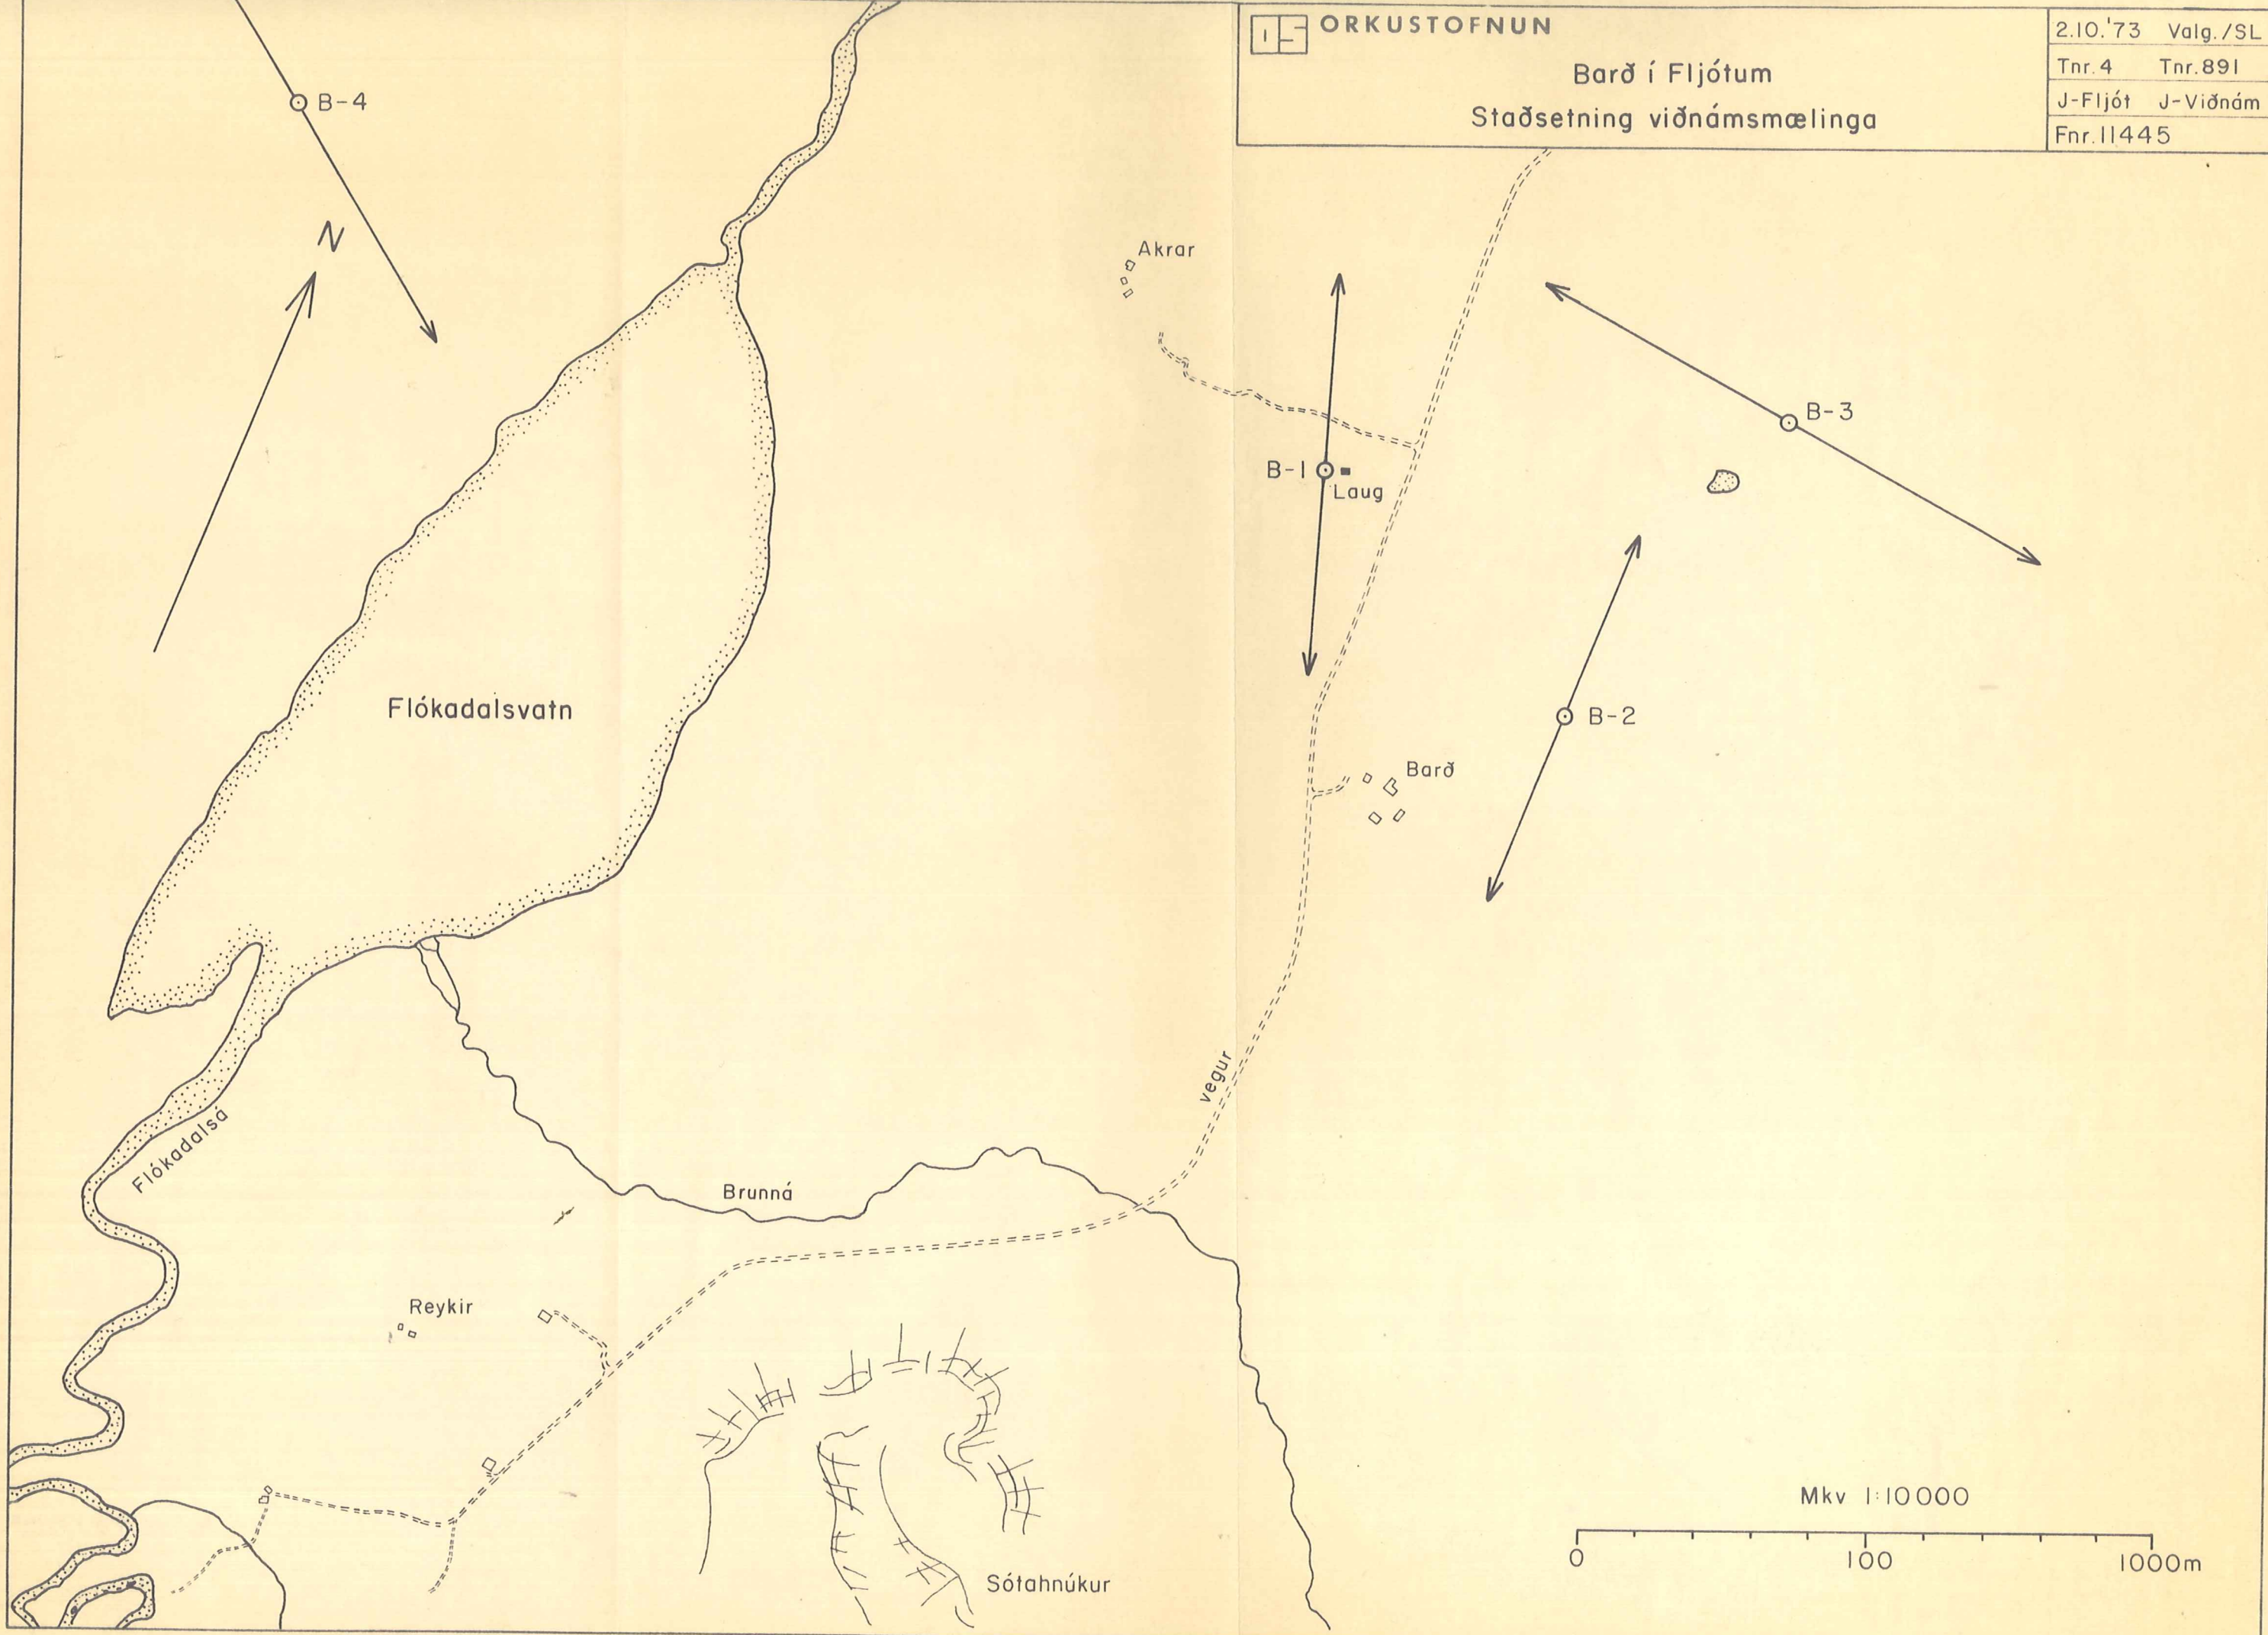 OS ORKUSTOFNUN
Barð í Fljótum
Staðsetning viðnámsmælinga
2.10.'73 Valg./SL
Tnr.4 Tnr.891
J-Fljót J-Viðnám
Fnr.11445
B-4
N
Akrar
B-3
B-1
Laug
Flókadalsvatn
B-2
Barð
vegur
Flókadalsá
Brunná
Reykir
Sótahnúkur
Mkv 1:10000
0 100 1000m